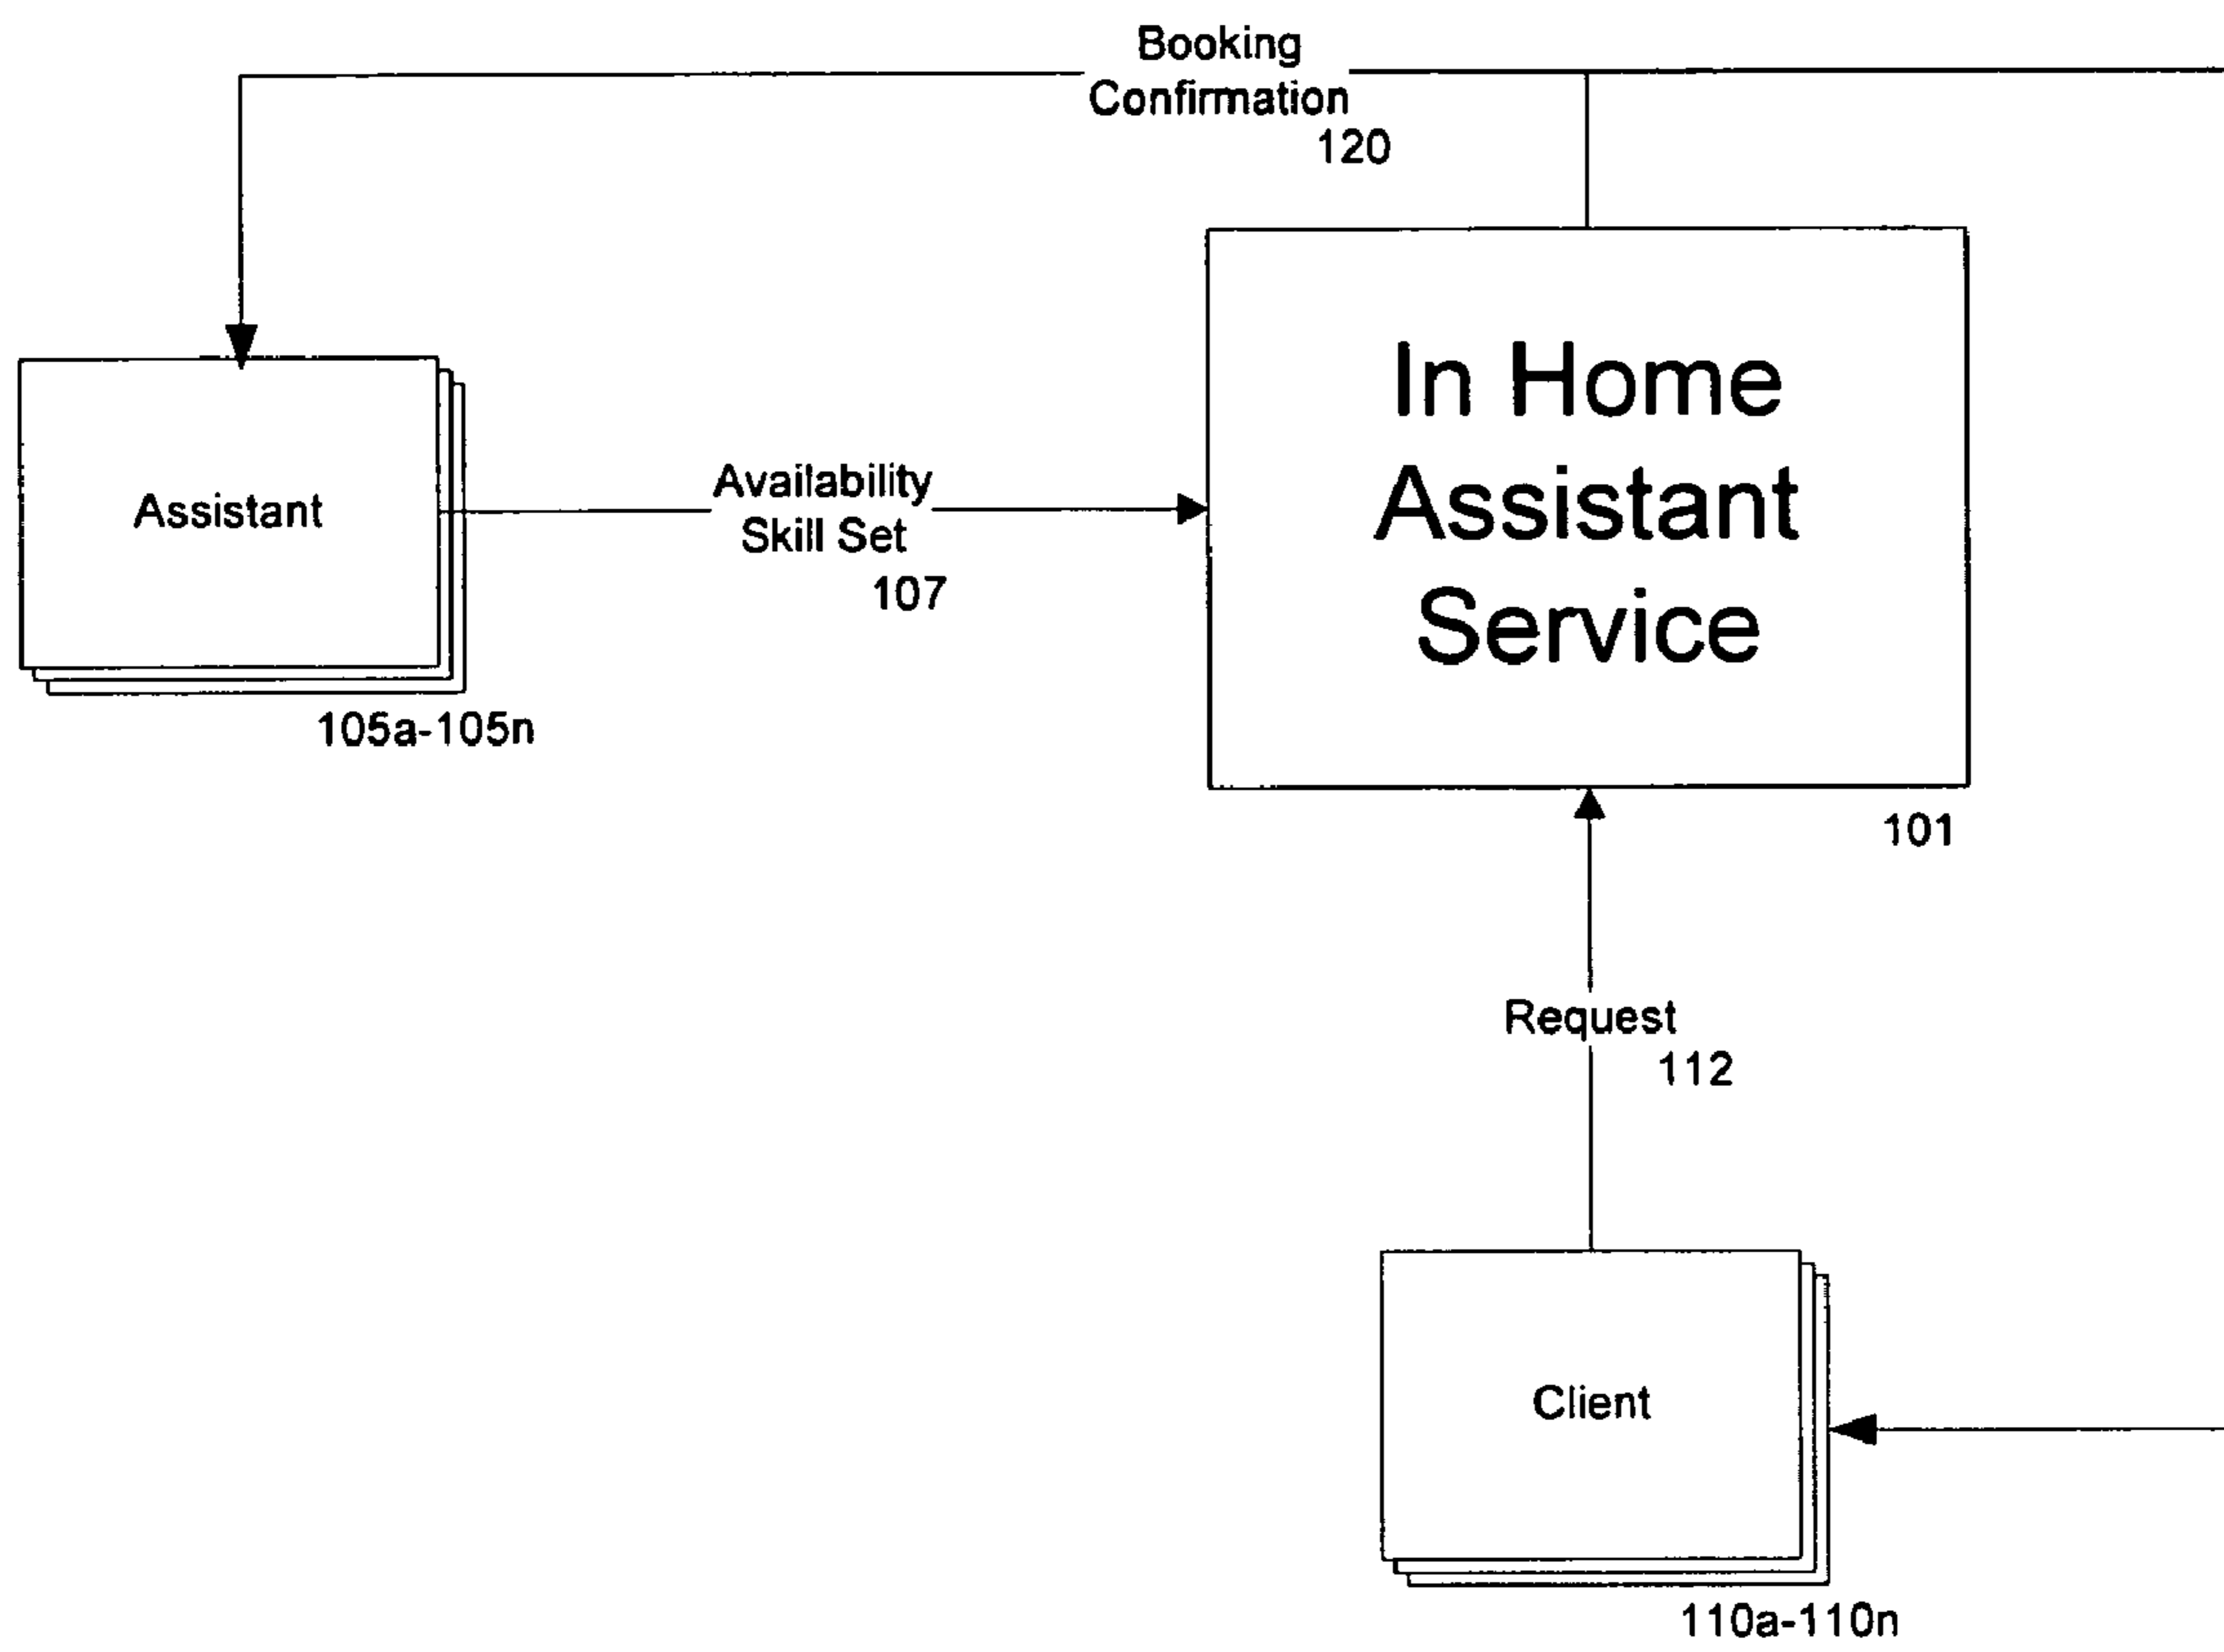 Booking
Confirmation
120
In Home
Assistant
Service
101
Assistant
105a-105n
Availability
Skill Set
107
Request
112
Client
110a-110n